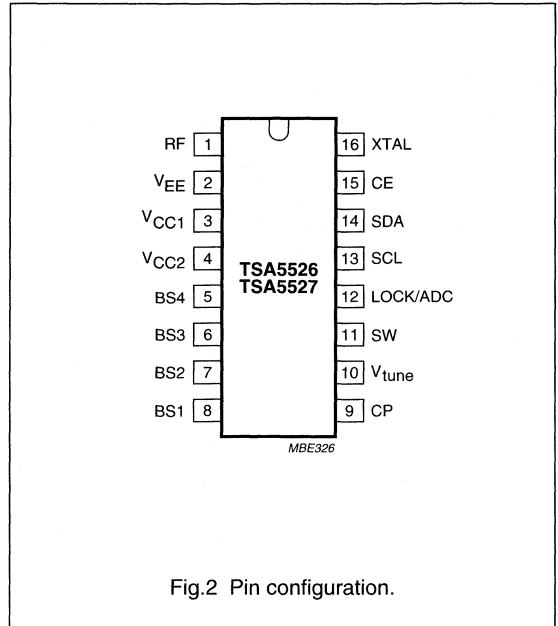 RF 1 16 XTAL
VEE 2 15 CE
VCC1 3 14 SDA
VCC2 4 13 SCL
TSA5526
TSA5527
BS4 5 12 LOCK/ADC
BS3 6 11 SW
BS2 7 10 Vtune
BS1 8 9 CP
MBE326
Fig.2 Pin configuration.